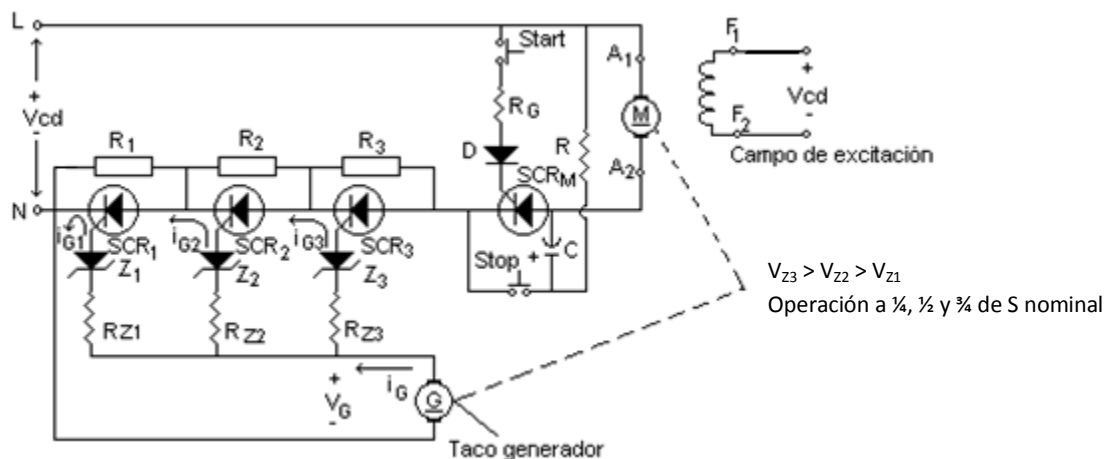 L
Start
F1
A1
+
Vcd
-
RG
M
+
Vcd
-
F2
Campo de excitación
R1
R2
R3
D
R
A2
SCRM
N
iG1
SCR1
iG2
SCR2
iG3
SCR3
Stop
+
C
Z1
Z2
Z3
VZ3 > VZ2 > VZ1
Operación a ¼, ½ y ¾ de S nominal
RZ1
RZ2
RZ3
+
VG
-
iG
G
Taco generador